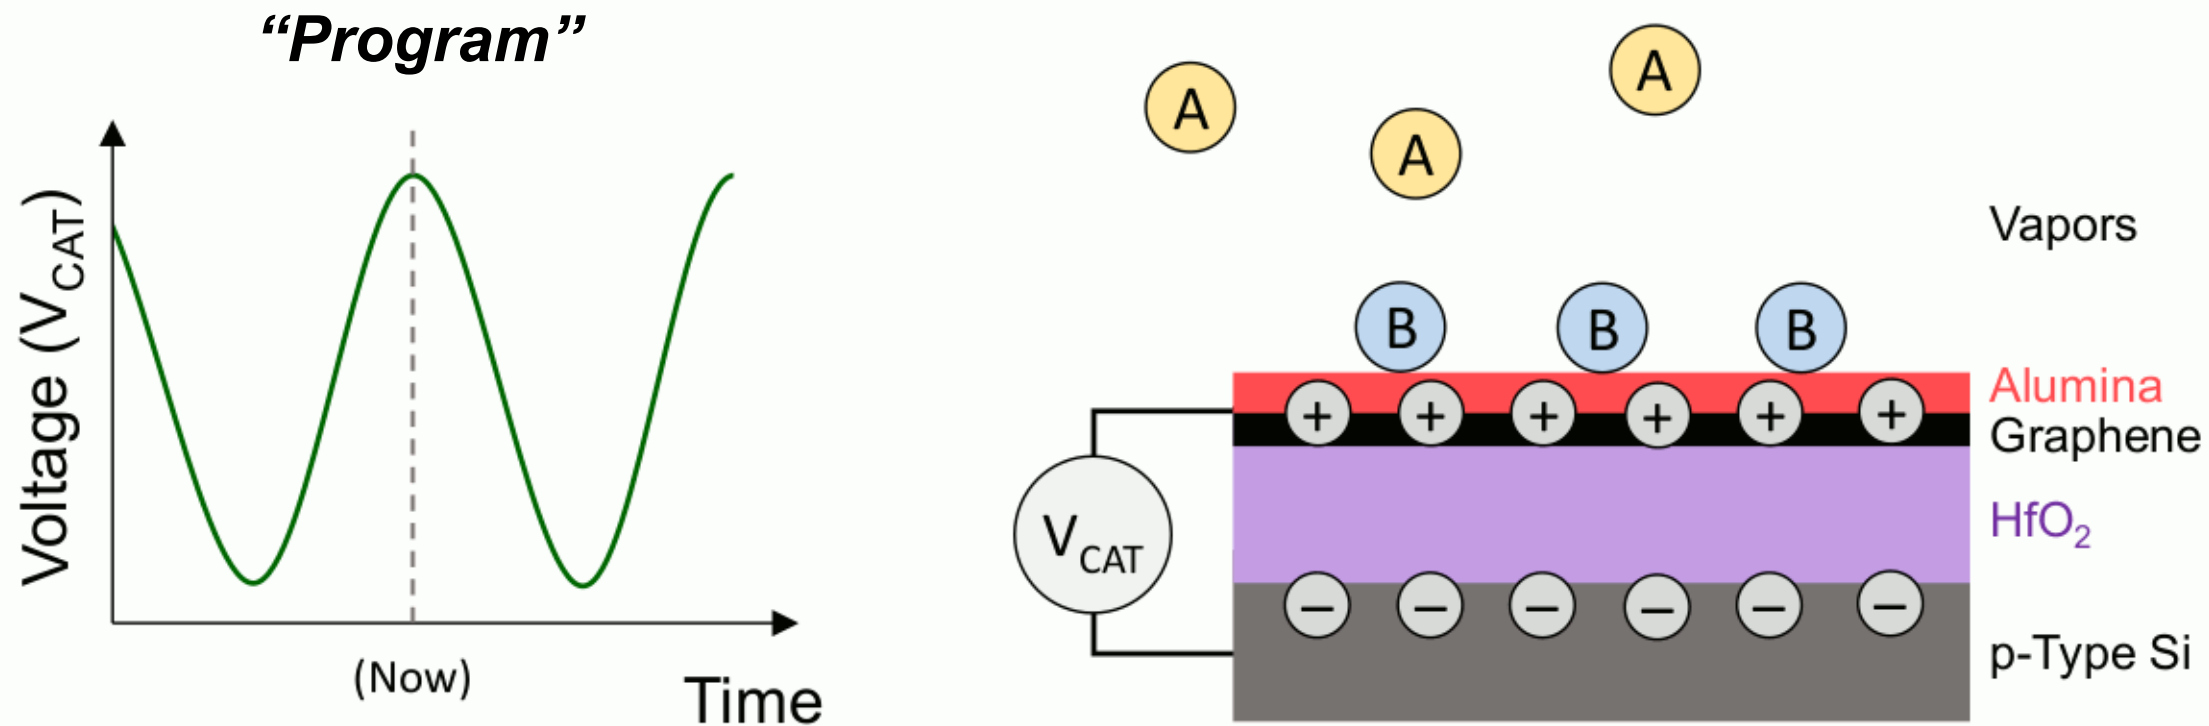 “Program”
Voltage (V_CAT)
(Now)
Time
A
A
A
Vapors
B
B
B
Alumina
+ + + + + +
Graphene
V_CAT
HfO₂
– – – – – –
p-Type Si